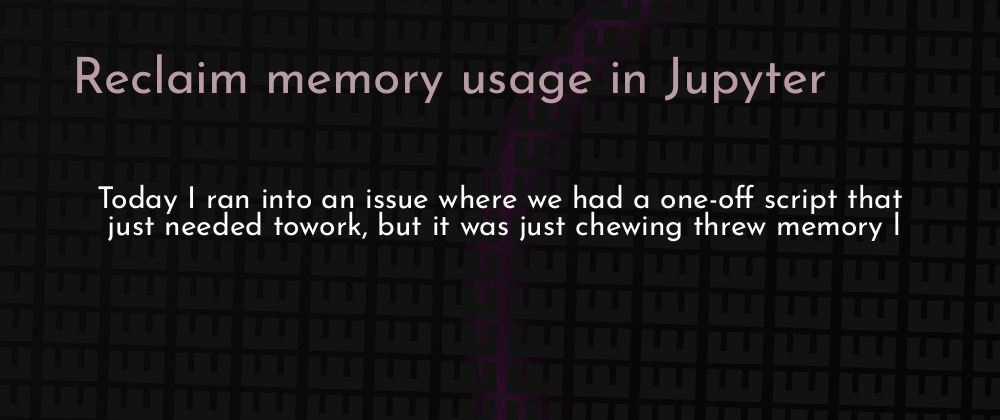 Reclaim memory usage in Jupyter
Today I ran into an issue where we had a one-off script that
just needed towork, but it was just chewing threw memory l